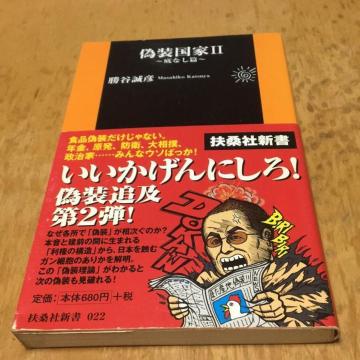 偽装国家II
〜底なし篇〜
勝谷誠彦 Masahiko Katsuya
食品偽装だけじゃない。
年金、原発、防衛、大相撲、
政治家……みんなウソばっか!
扶桑社新書
いいかげんにしろ!
偽装追及
第2弾!
なぜ各所で「偽装」が相次ぐのか?
本音と建前の間に生まれる
「利権の構造」から、日本を蝕む
ガン細胞のありかを解明。
この「偽装理論」がわかると
次の偽装も見破れる!
定価:本体680円+税
扶桑社新書 022